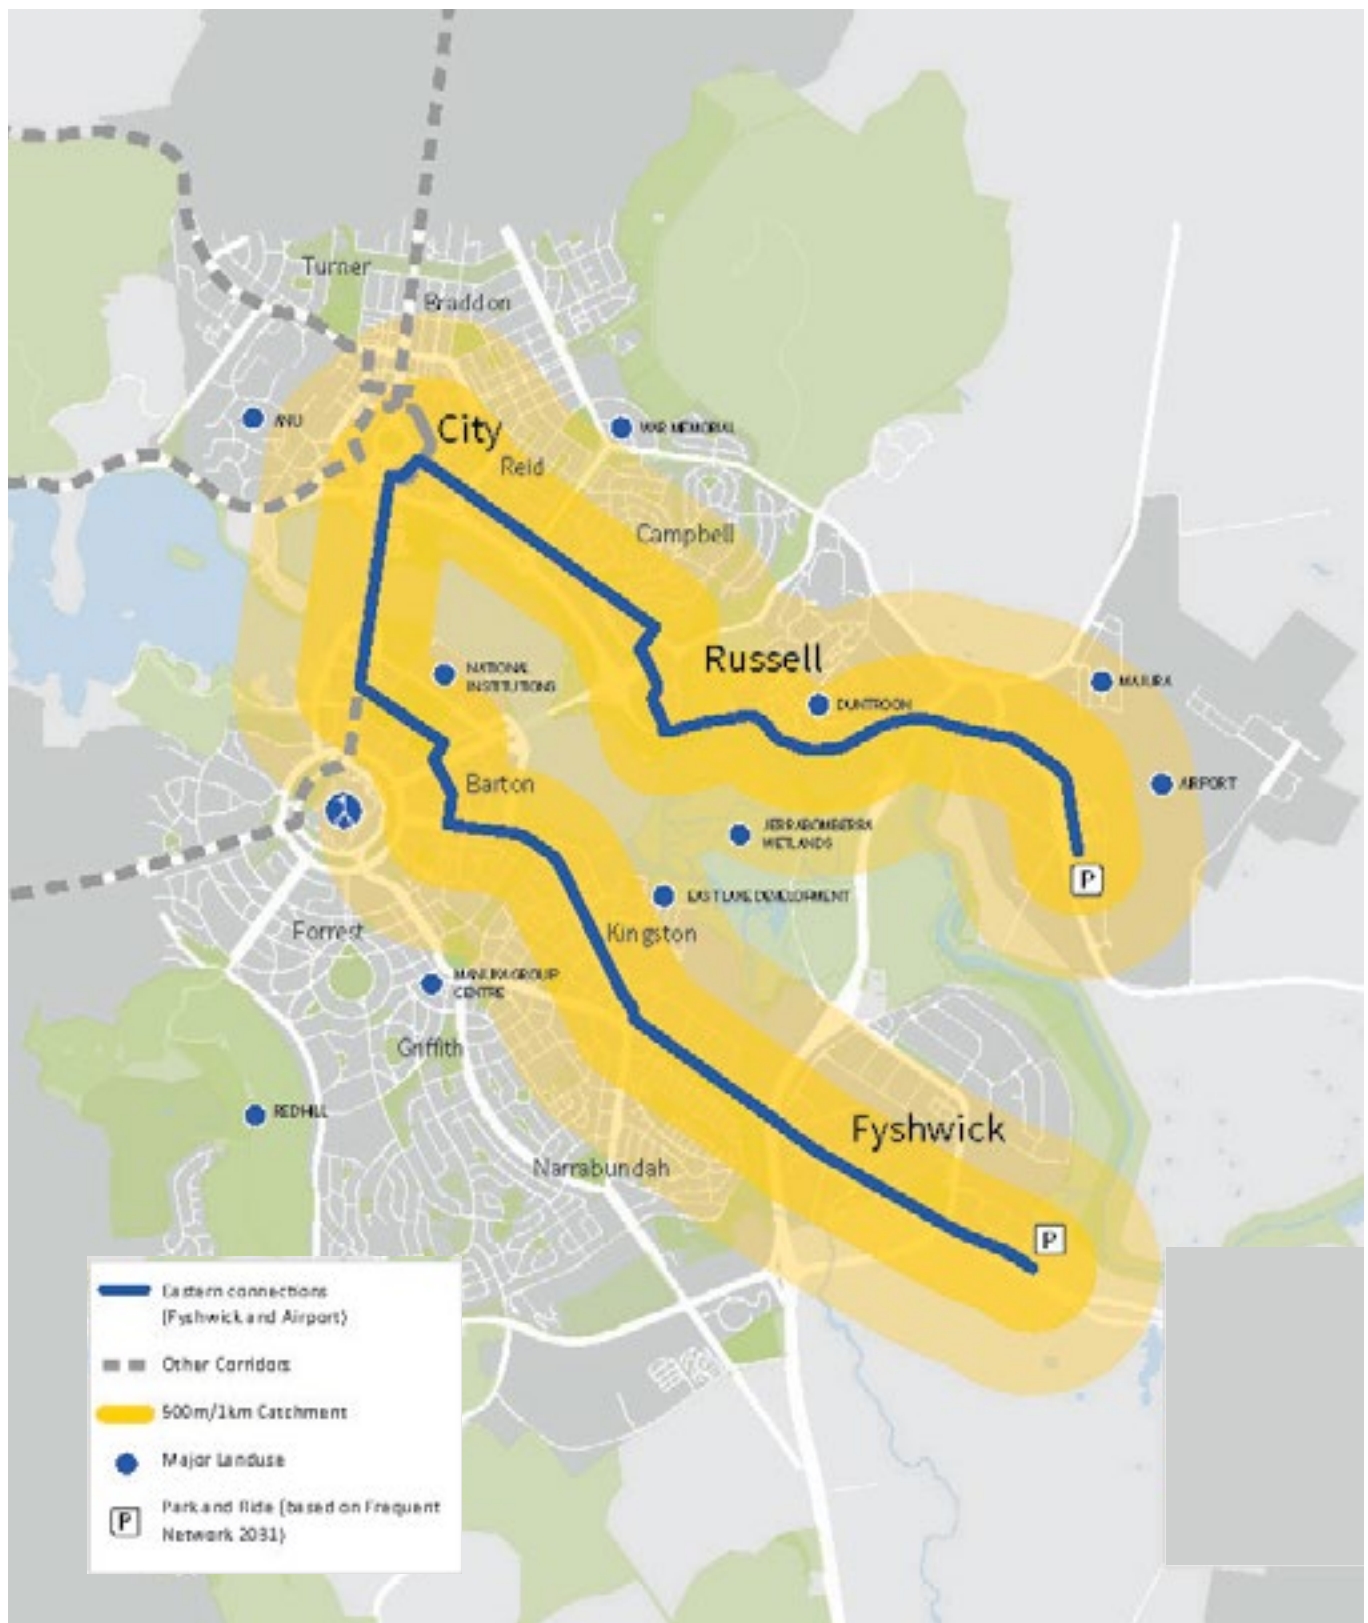 Turner
Braddon
ANU
City
WAR MEMORIAL
Reid
Campbell
Russell
NATIONAL
INSTITUTIONS
MAJURA
DUNTROON
Barton
AIRPORT
JERRABOMBERRA
WETLANDS
P
EAST LAKE DEVELOPMENT
Forrest
Kingston
MANUKA GROUP
CENTRE
Griffith
REDHILL
Fyshwick
Narrabundah
P
Eastern connections
(Fyshwick and Airport)
Other Corridors
500m/1km Catchment
Major Landuse
P
Park and Ride (based on Frequent
Network 2031)